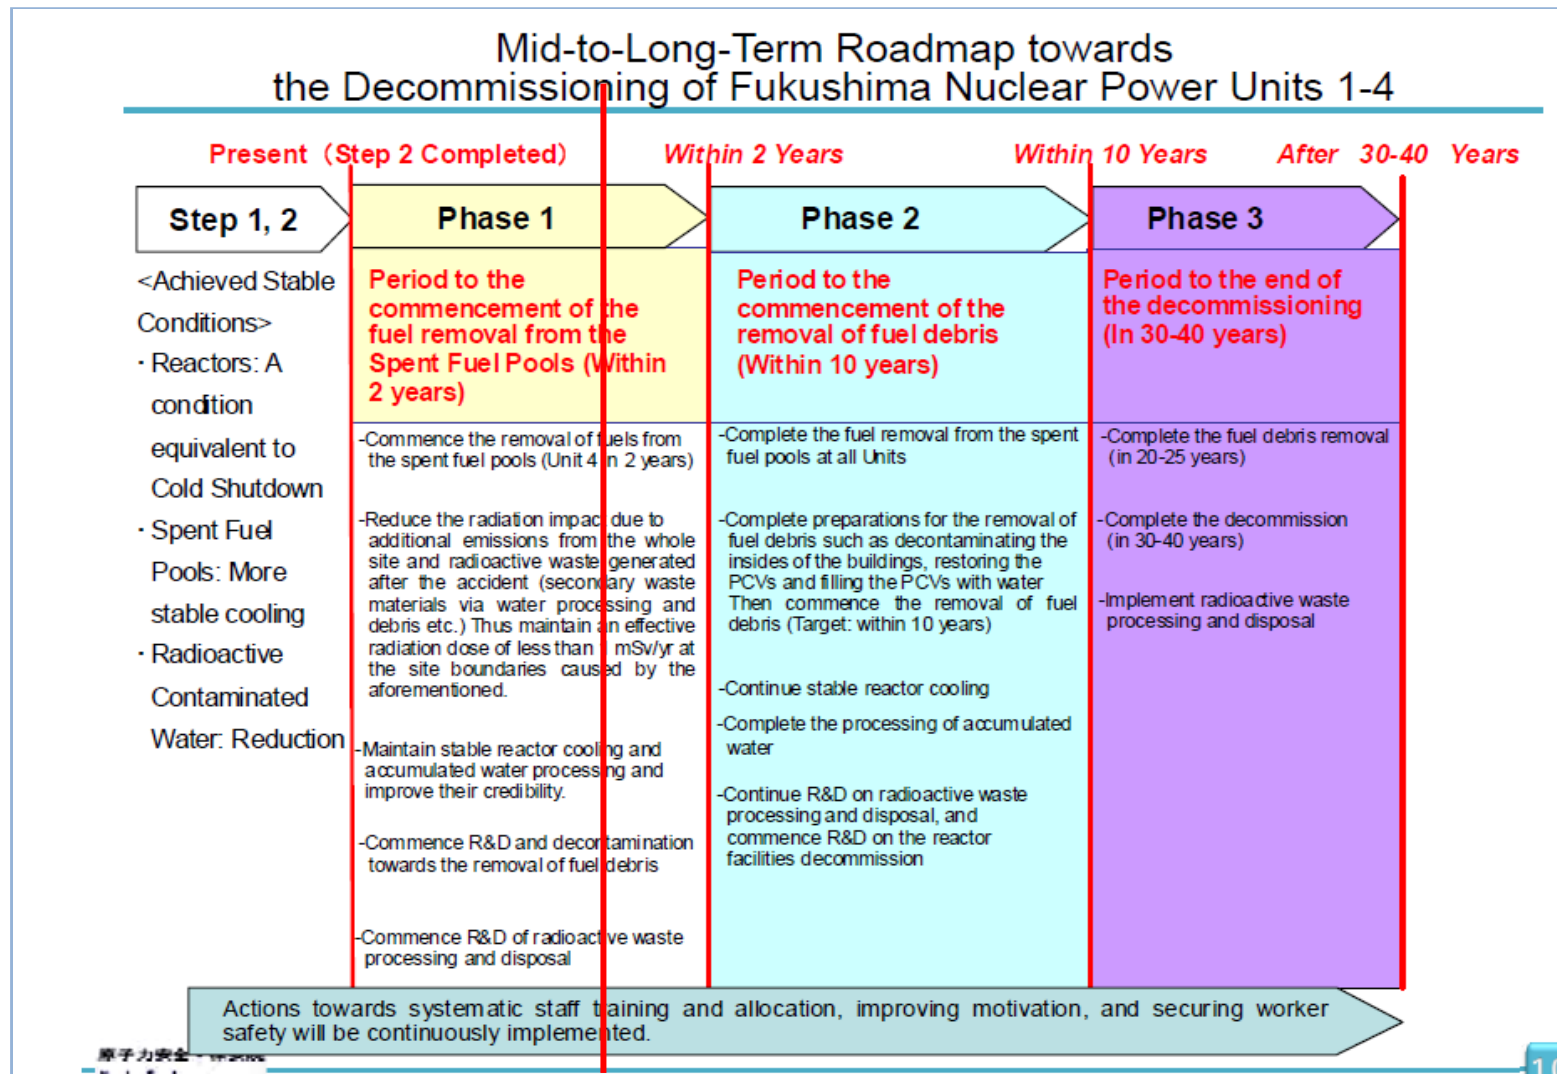 Mid-to-Long-Term Roadmap towards
the Decommissioning of Fukushima Nuclear Power Units 1-4
Present（Step 2 Completed）
Within 2 Years
Within 10 Years
After 30-40 Years
Step 1, 2
Phase 1
Phase 2
Phase 3
<Achieved Stable
Conditions>
・Reactors: A
condition
equivalent to
Cold Shutdown
・Spent Fuel
Pools: More
stable cooling
・Radioactive
Contaminated
Water: Reduction
Period to the
commencement of the
fuel removal from the
Spent Fuel Pools (Within
2 years)
-Commence the removal of fuels from
the spent fuel pools (Unit 4 in 2 years)
-Reduce the radiation impact due to
additional emissions from the whole
site and radioactive waste generated
after the accident (secondary waste
materials via water processing and
debris etc.) Thus maintain an effective
radiation dose of less than 1 mSv/yr at
the site boundaries caused by the
aforementioned.
-Maintain stable reactor cooling and
accumulated water processing and
improve their credibility.
-Commence R&D and decontamination
towards the removal of fuel debris
-Commence R&D of radioactive waste
processing and disposal
Period to the
commencement of the
removal of fuel debris
(Within 10 years)
-Complete the fuel removal from the spent
fuel pools at all Units
-Complete preparations for the removal of
fuel debris such as decontaminating the
insides of the buildings, restoring the
PCVs and filling the PCVs with water
Then commence the removal of fuel
debris (Target: within 10 years)
-Continue stable reactor cooling
-Complete the processing of accumulated
water
-Continue R&D on radioactive waste
processing and disposal, and
commence R&D on the reactor
facilities decommission
Period to the end of
the decommissioning
(In 30-40 years)
-Complete the fuel debris removal
(in 20-25 years)
-Complete the decommission
(in 30-40 years)
-Implement radioactive waste
processing and disposal
Actions towards systematic staff training and allocation, improving motivation, and securing worker
safety will be continuously implemented.
原子力安全・